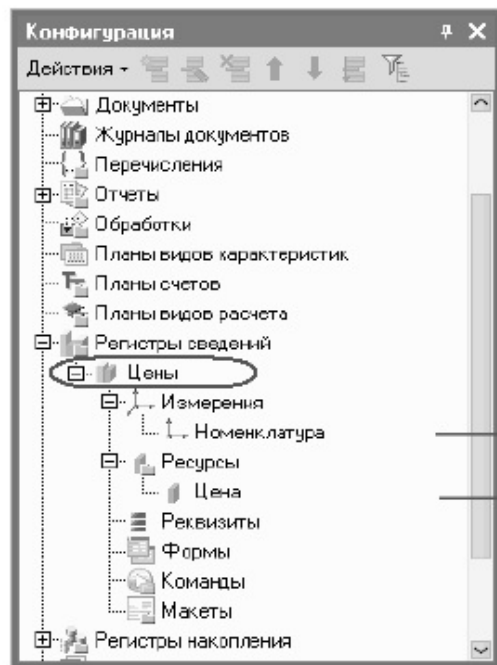 Конфигурация
Действия
Документы
Журналы документов
Перечисления
Отчеты
Обработки
Планы видов характеристик
Планы счетов
Планы видов расчета
Регистры сведений
Цены
Измерения
Номенклатура
Ресурсы
Цена
Реквизиты
Формы
Команды
Макеты
Регистры накопления